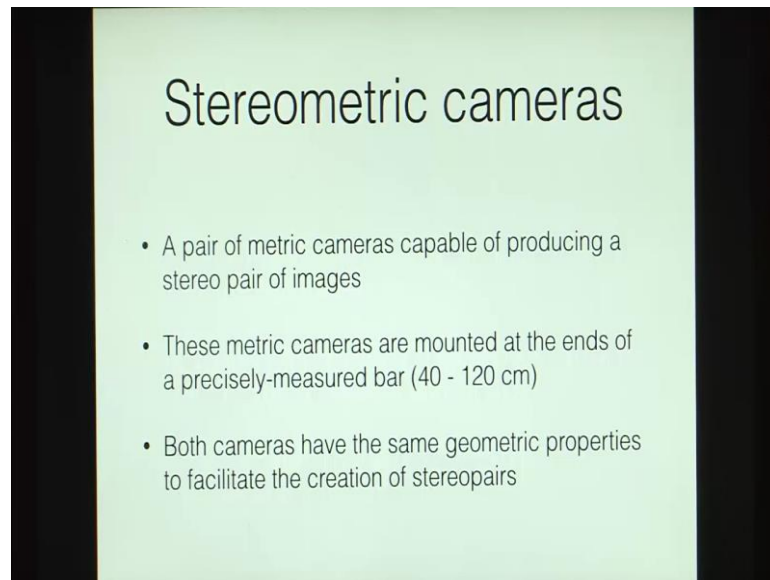 Stereometric cameras
• A pair of metric cameras capable of producing a
stereo pair of images
• These metric cameras are mounted at the ends of
a precisely-measured bar (40 - 120 cm)
• Both cameras have the same geometric properties
to facilitate the creation of stereopairs